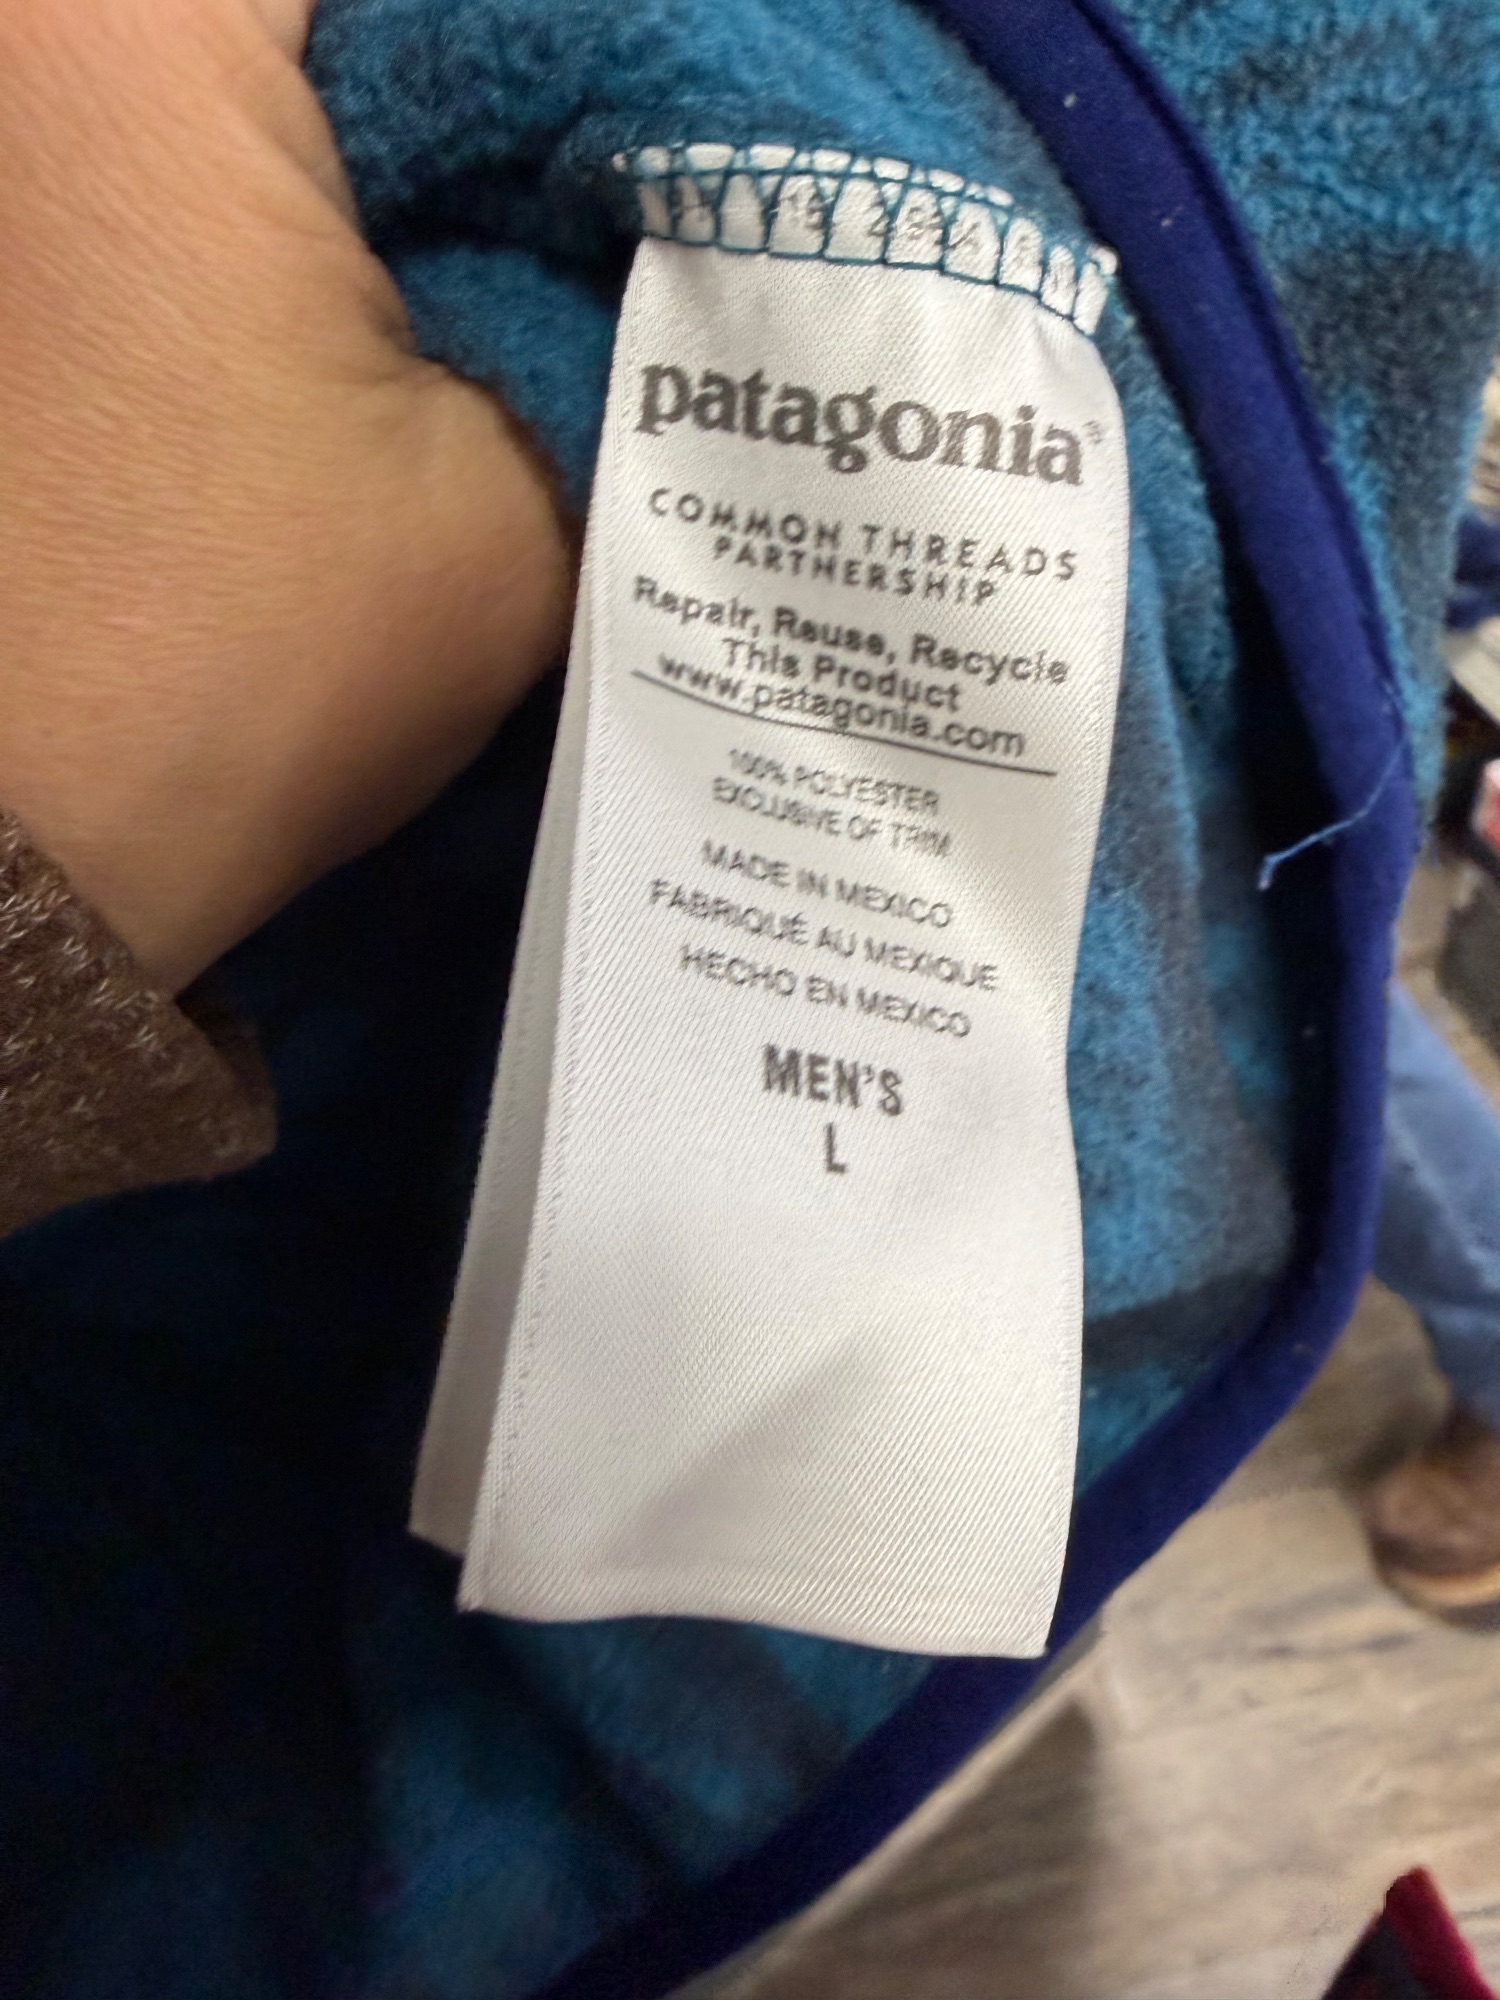 patagonia®
COMMON THREADS
PARTNERSHIP
Repair, Reuse, Recycle
This Product
www.patagonia.com
100% POLYESTER
EXCLUSIVE OF TRIM
MADE IN MEXICO
FABRIQUÉ AU MEXIQUE
HECHO EN MEXICO
MEN'S
L